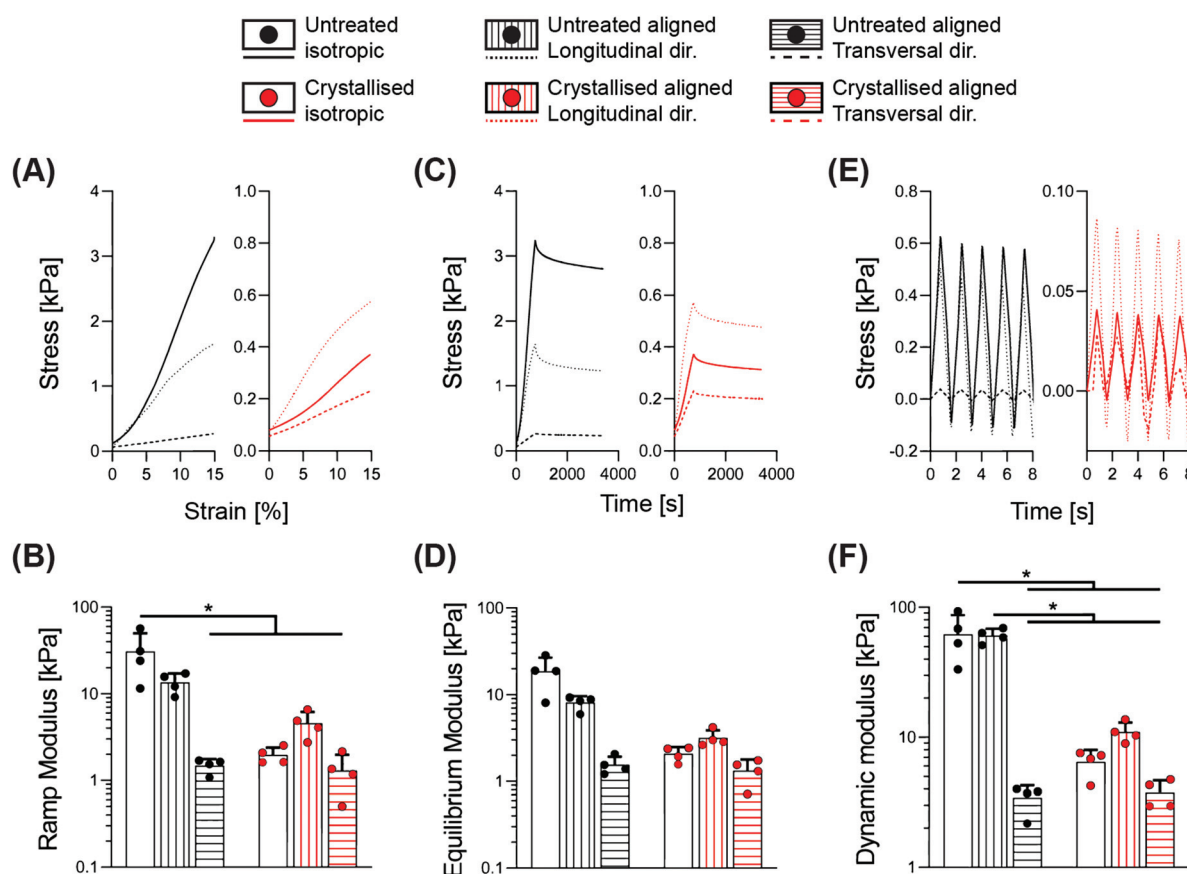 Untreated
isotropic
Untreated aligned
Longitudinal dir.
Untreated aligned
Transversal dir.
Crystallised
isotropic
Crystallised aligned
Longitudinal dir.
Crystallised aligned
Transversal dir.
(A)
Stress [kPa]
4
3
2
1
0
0 5 10 15
1.0
0.8
0.6
0.4
0.2
0.0
0 5 10 15
Strain [%]
(C)
Stress [kPa]
4
3
2
1
0
0 2000 4000
1.0
0.8
0.6
0.4
0.2
0.0
0 2000 4000
Time [s]
(E)
Stress [kPa]
0.8
0.6
0.4
0.2
0.0
-0.2
0 2 4 6 8
0.10
0.05
0.00
0 2 4 6 8
Time [s]
(B)
Ramp Modulus [kPa]
100
10
1
0.1
*
(D)
Equilibrium Modulus [kPa]
100
10
1
0.1
(F)
Dynamic modulus [kPa]
100
10
1
*
*